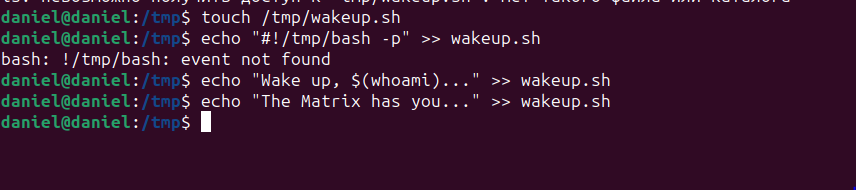 daniel@daniel:/tmp$ touch /tmp/wakeup.sh
daniel@daniel:/tmp$ echo "#!/tmp/bash -p" >> wakeup.sh
bash: !/tmp/bash: event not found
daniel@daniel:/tmp$ echo "Wake up, $(whoami)..." >> wakeup.sh
daniel@daniel:/tmp$ echo "The Matrix has you..." >> wakeup.sh
daniel@daniel:/tmp$